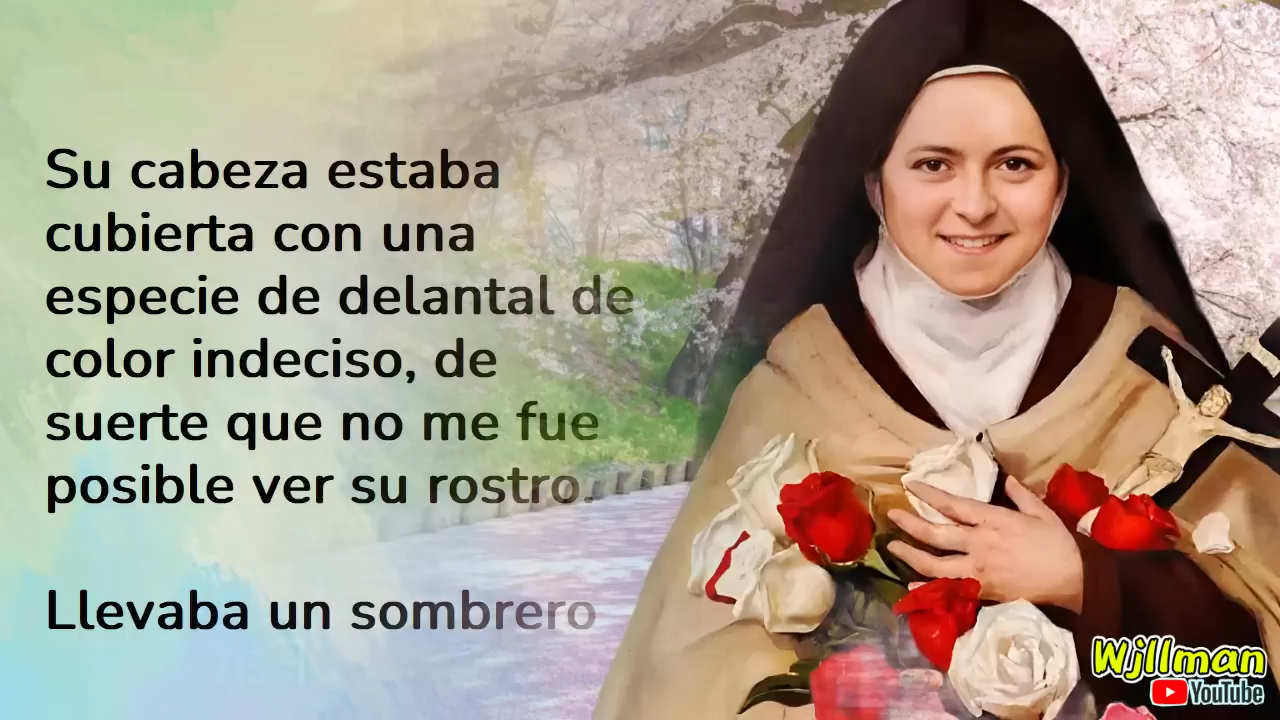 Su cabeza estaba
cubierta con una
especie de delantal de
color indeciso, de
suerte que no me fue
posible ver su rostro.
Llevaba un sombrero
Wjllman
YouTube